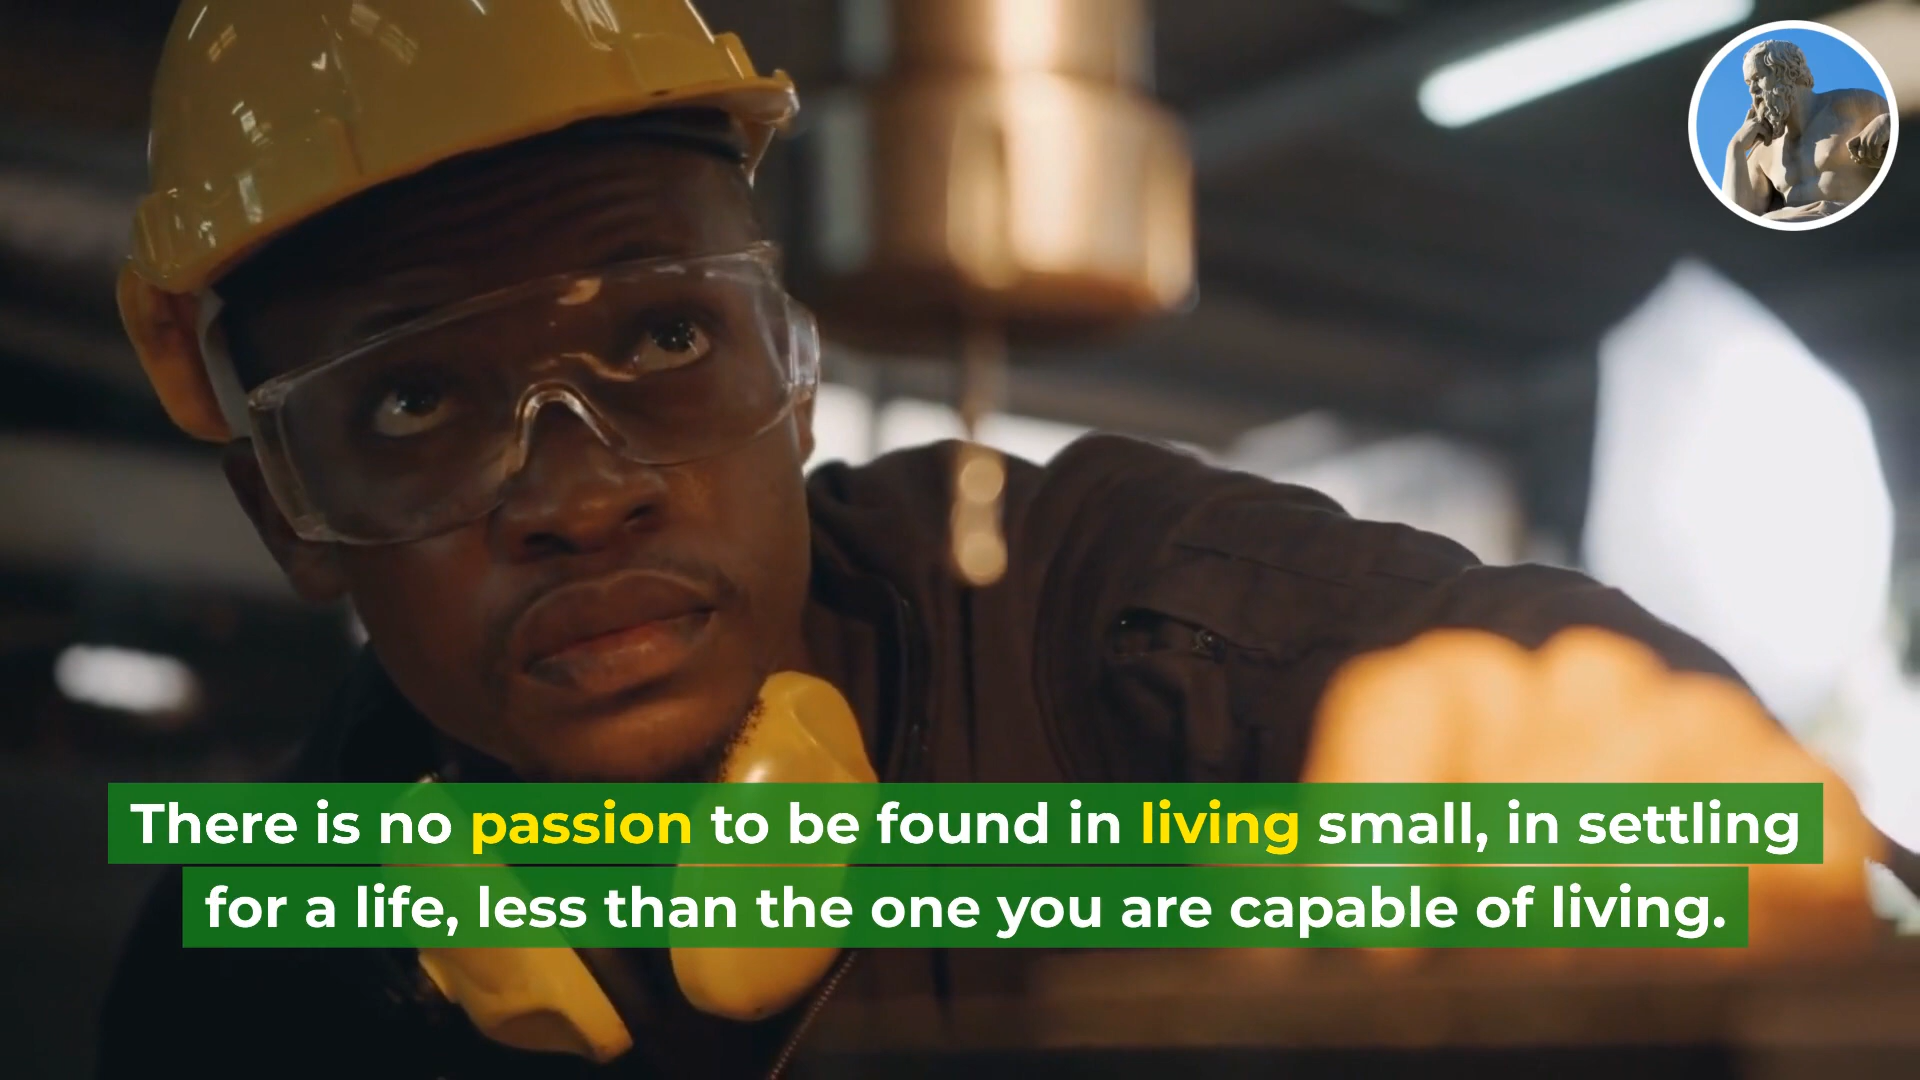 There is no passion to be found in living small, in settling
for a life, less than the one you are capable of living.